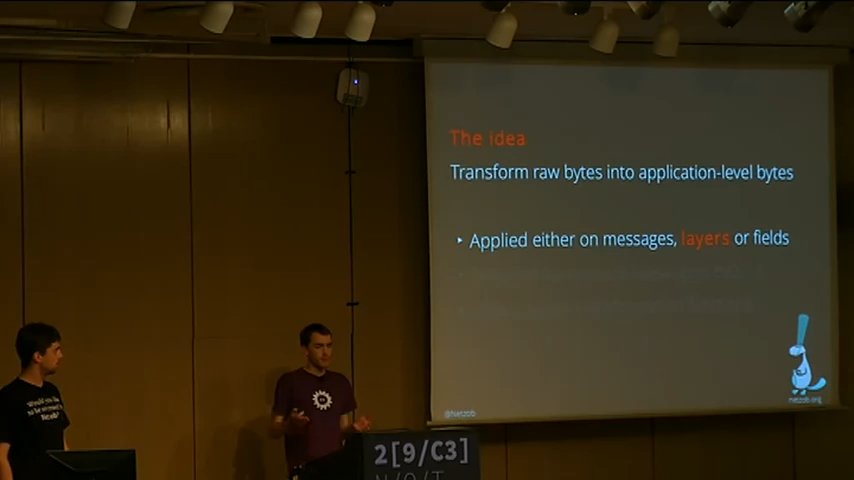 The idea
Transform raw bytes into application-level bytes
‣ Applied either on messages, layers or fields
@Netzob
netzob.org
2[9/C3]
N/O/T